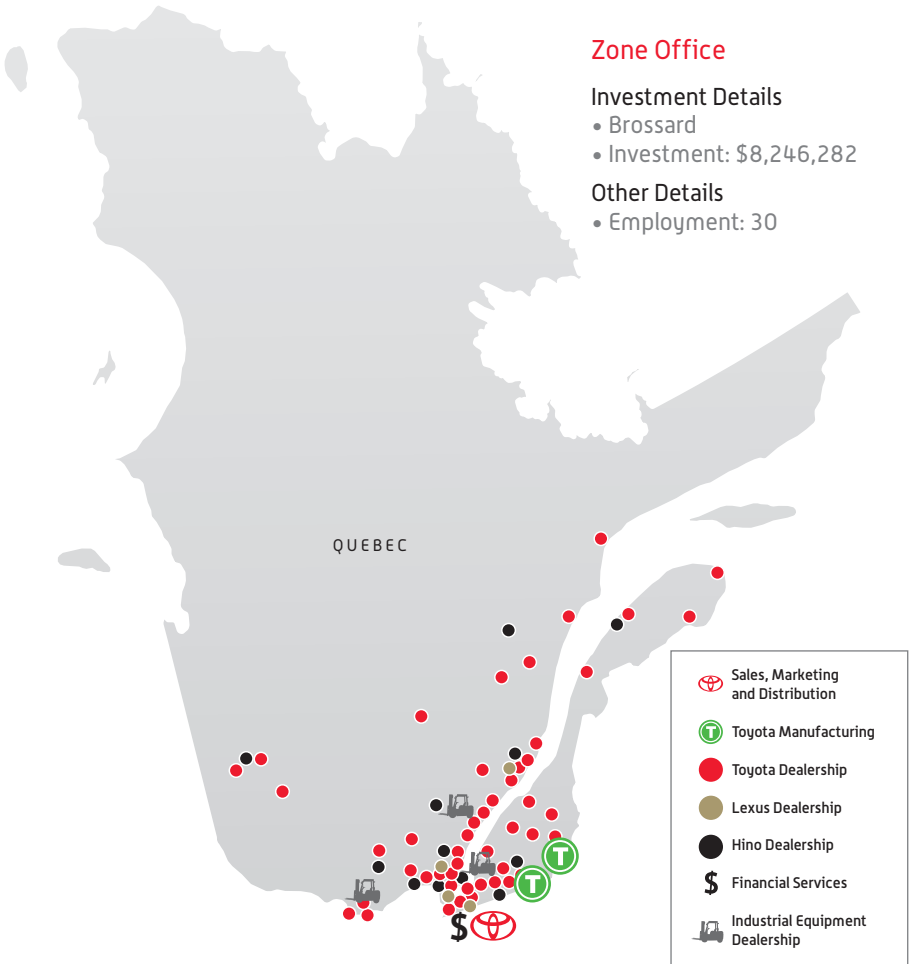 Zone Office
Investment Details
• Brossard
• Investment: $8,246,282
Other Details
• Employment: 30
QUEBEC
Sales, Marketing
and Distribution
T Toyota Manufacturing
Toyota Dealership
Lexus Dealership
Hino Dealership
$ Financial Services
Industrial Equipment
Dealership
T
T
$